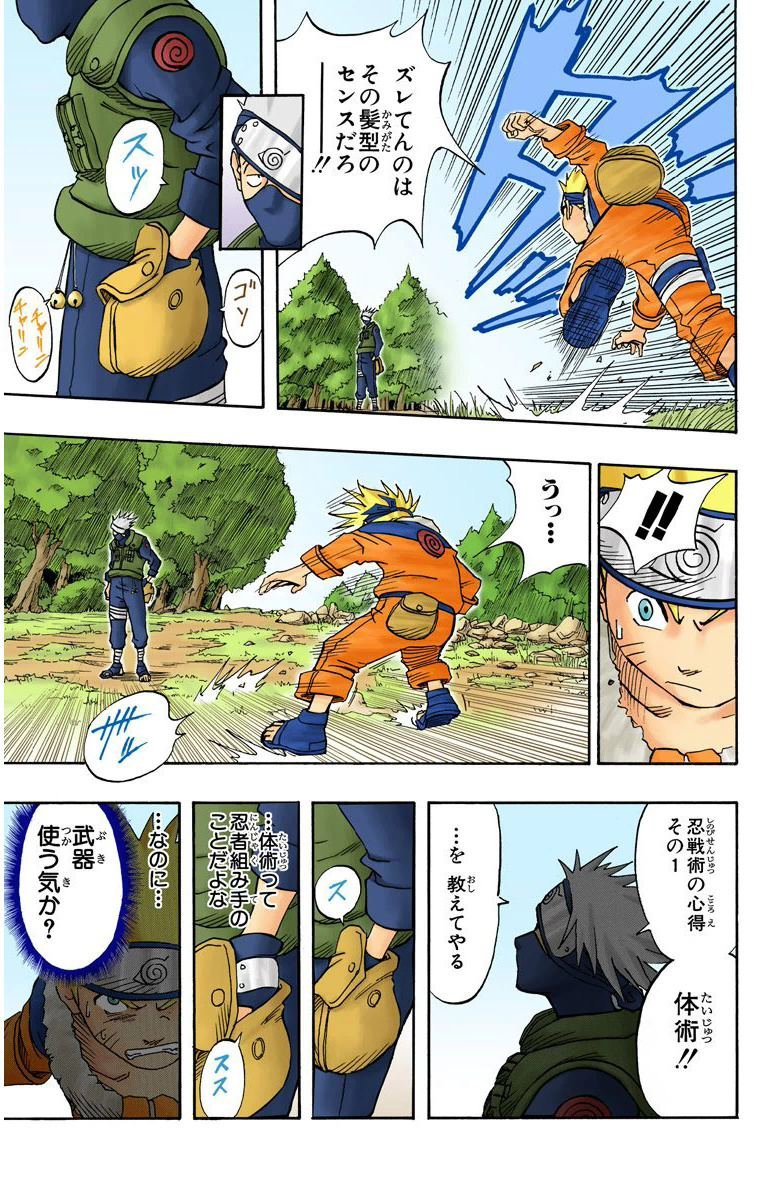 ズレてんのは
その髪型の
センスだろ
――!!
スッ
ゴソ
チャリン
チャリン
!!
うっ…
ザッ
忍戦術の心得
その1
体術!!
…を 教えてやる
ス
スス
…体術って
忍者組み手の
ことだよな
…なのに…
武器
使う気か?